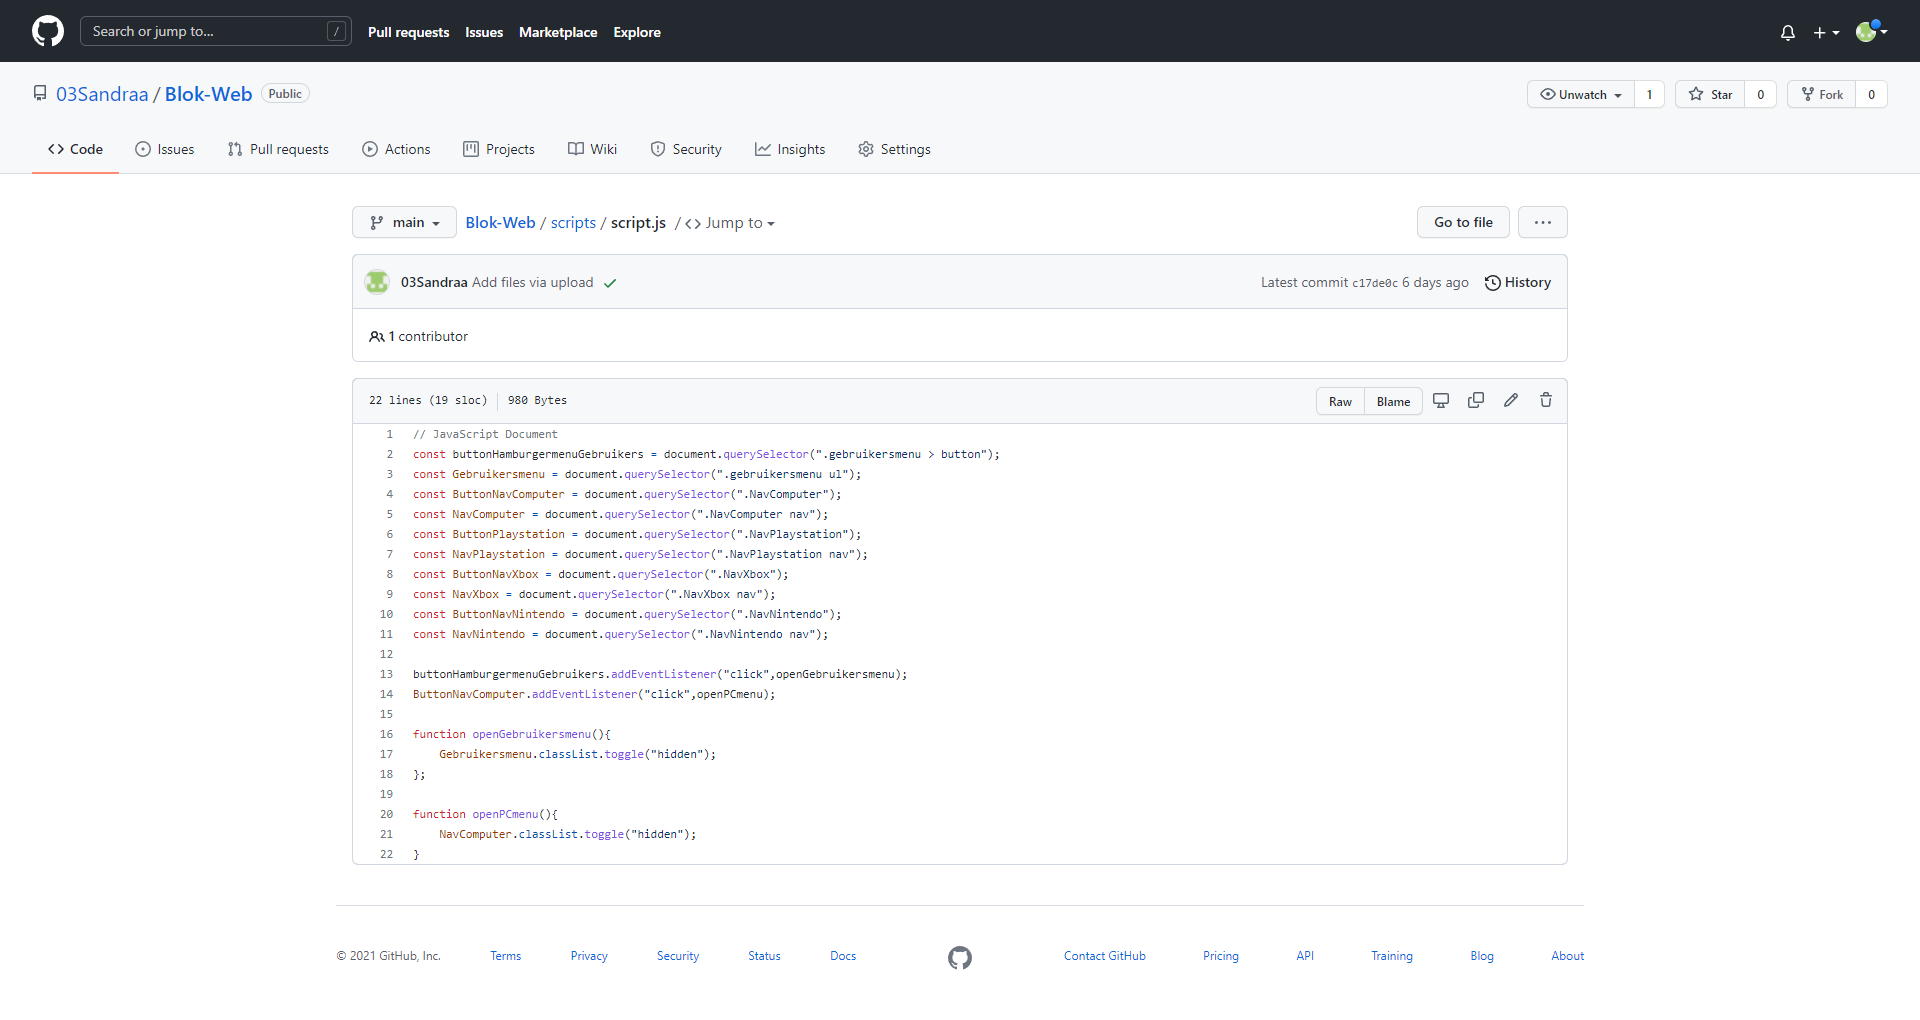 Search or jump to... /
Pull requests Issues Marketplace Explore
03Sandraa / Blok-Web Public
Unwatch 1 Star 0 Fork 0
Code Issues Pull requests Actions Projects Wiki Security Insights Settings
main Blok-Web / scripts / script.js / <> Jump to
Go to file ...
03Sandraa Add files via upload
Latest commit c17de0c 6 days ago History
1 contributor
22 lines (19 sloc) 980 Bytes
Raw Blame
1 // JavaScript Document
2 const buttonHamburgermenuGebruikers = document.querySelector(".gebruikersmenu > button");
3 const Gebruikersmenu = document.querySelector(".gebruikersmenu ul");
4 const ButtonNavComputer = document.querySelector(".NavComputer");
5 const NavComputer = document.querySelector(".NavComputer nav");
6 const ButtonPlaystation = document.querySelector(".NavPlaystation");
7 const NavPlaystation = document.querySelector(".NavPlaystation nav");
8 const ButtonNavXbox = document.querySelector(".NavXbox");
9 const NavXbox = document.querySelector(".NavXbox nav");
10 const ButtonNavNintendo = document.querySelector(".NavNintendo");
11 const NavNintendo = document.querySelector(".NavNintendo nav");
12
13 buttonHamburgermenuGebruikers.addEventListener("click",openGebruikersmenu);
14 ButtonNavComputer.addEventListener("click",openPCmenu);
15
16 function openGebruikersmenu(){
17     Gebruikersmenu.classList.toggle("hidden");
18 };
19
20 function openPCmenu(){
21     NavComputer.classList.toggle("hidden");
22 }
© 2021 GitHub, Inc. Terms Privacy Security Status Docs Contact GitHub Pricing API Training Blog About